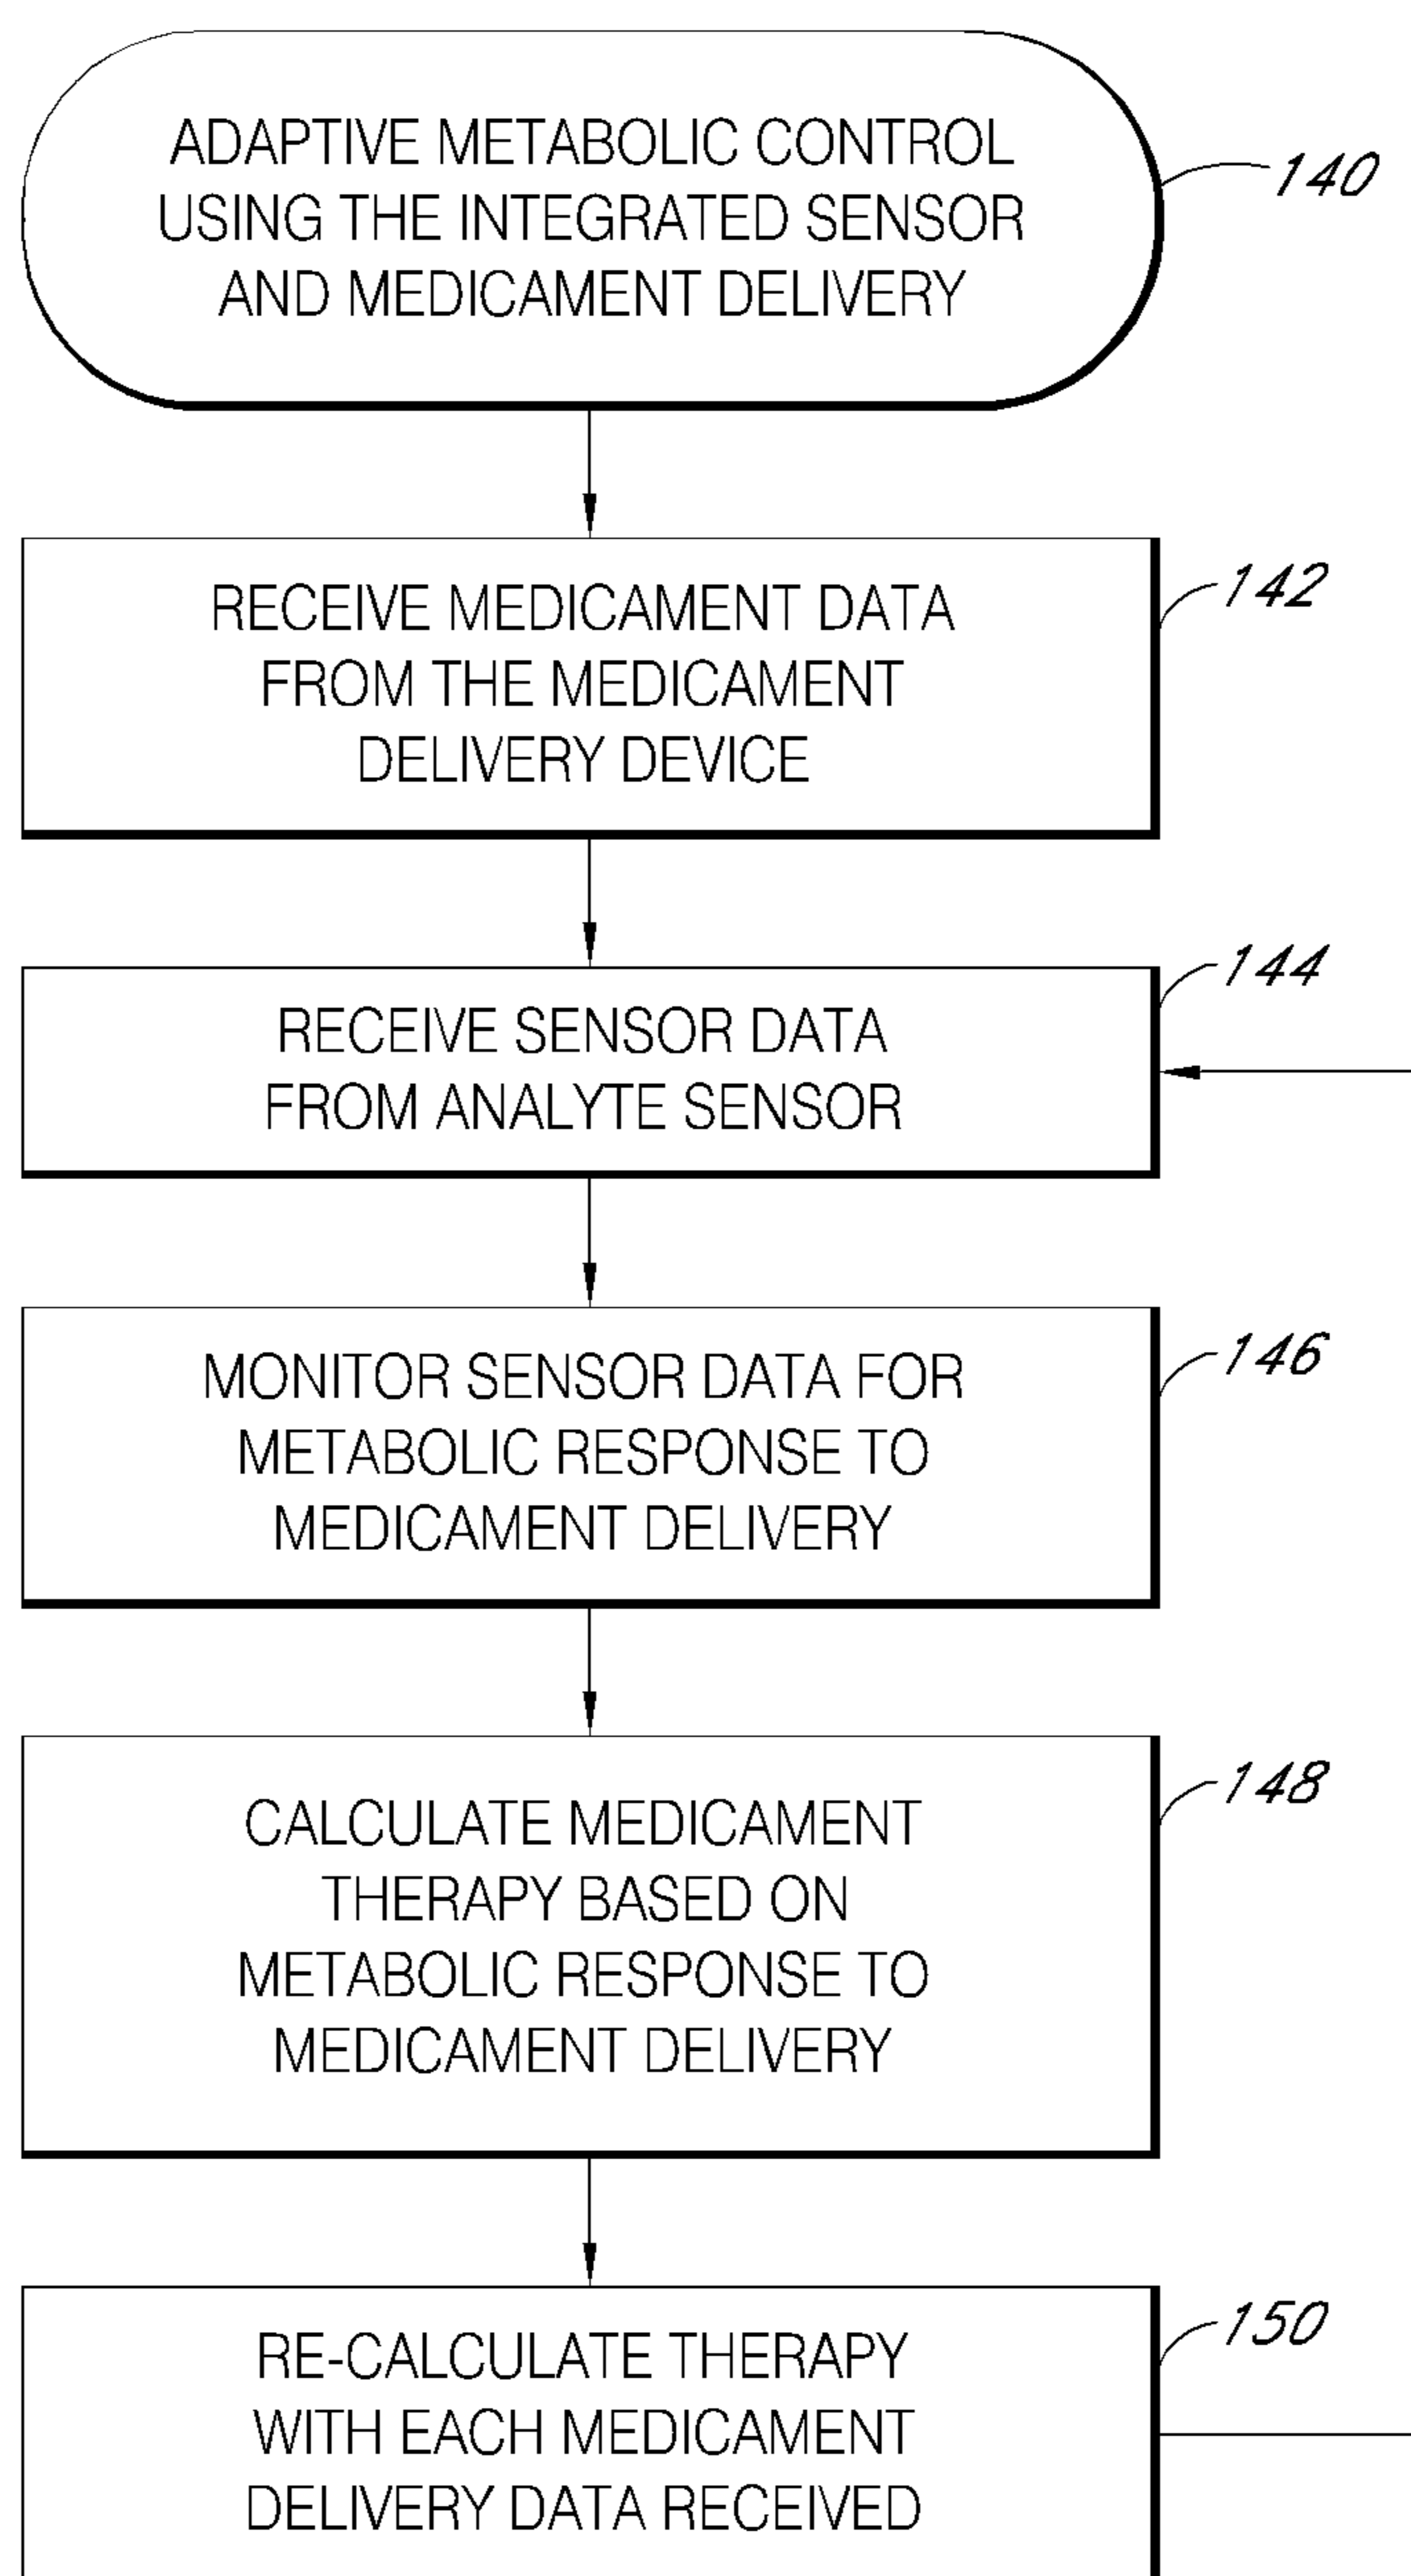 ADAPTIVE METABOLIC CONTROL
USING THE INTEGRATED SENSOR
AND MEDICAMENT DELIVERY
140
RECEIVE MEDICAMENT DATA
FROM THE MEDICAMENT
DELIVERY DEVICE
142
RECEIVE SENSOR DATA
FROM ANALYTE SENSOR
144
MONITOR SENSOR DATA FOR
METABOLIC RESPONSE TO
MEDICAMENT DELIVERY
146
CALCULATE MEDICAMENT
THERAPY BASED ON
METABOLIC RESPONSE TO
MEDICAMENT DELIVERY
148
RE-CALCULATE THERAPY
WITH EACH MEDICAMENT
DELIVERY DATA RECEIVED
150